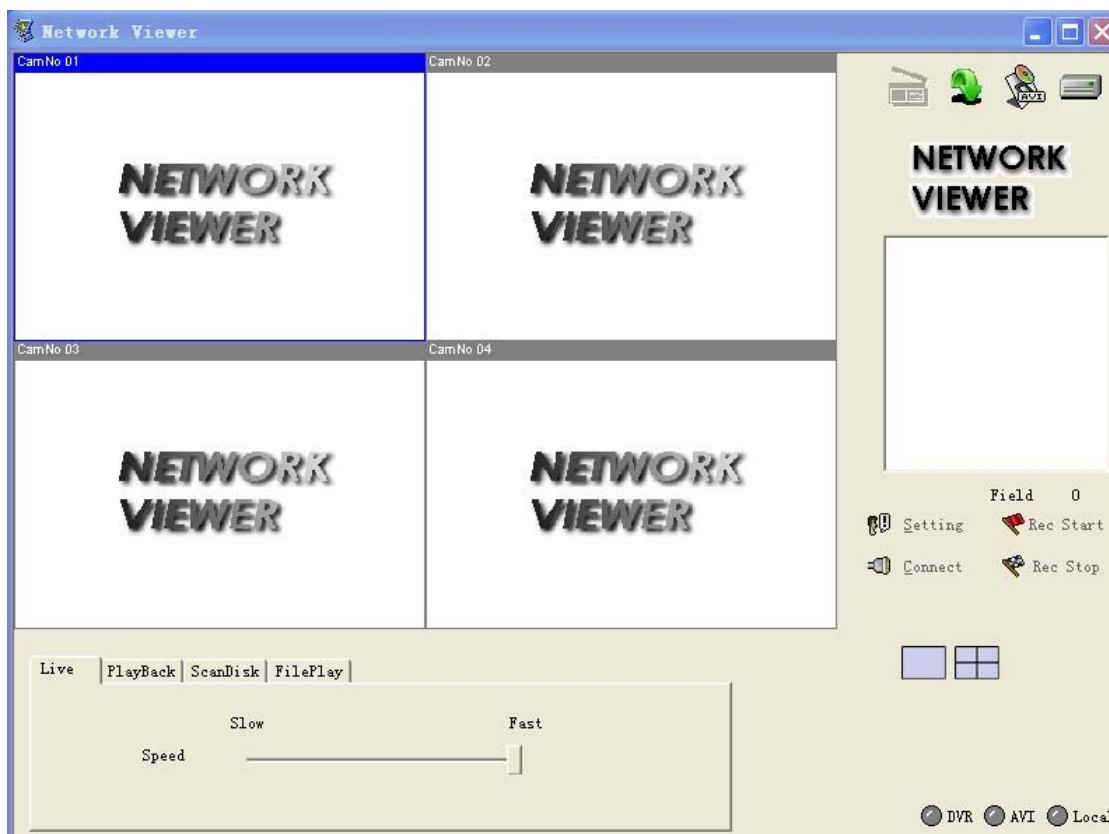 Network Viewer
CamNo 01
CamNo 02
NETWORK
VIEWER
NETWORK
VIEWER
CamNo 03
CamNo 04
NETWORK
VIEWER
NETWORK
VIEWER
AVI
NETWORK
VIEWER
Field 0
Setting Rec Start
Connect Rec Stop
Live PlayBack ScanDisk FilePlay
Slow Fast
Speed
DVR AVI Local